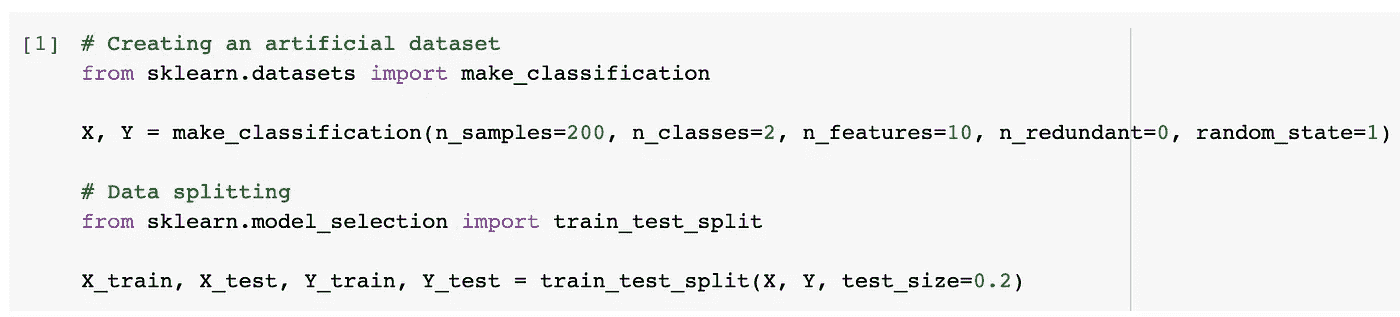 [1] # Creating an artificial dataset
from sklearn.datasets import make_classification
X, Y = make_classification(n_samples=200, n_classes=2, n_features=10, n_redundant=0, random_state=1)
# Data splitting
from sklearn.model_selection import train_test_split
X_train, X_test, Y_train, Y_test = train_test_split(X, Y, test_size=0.2)